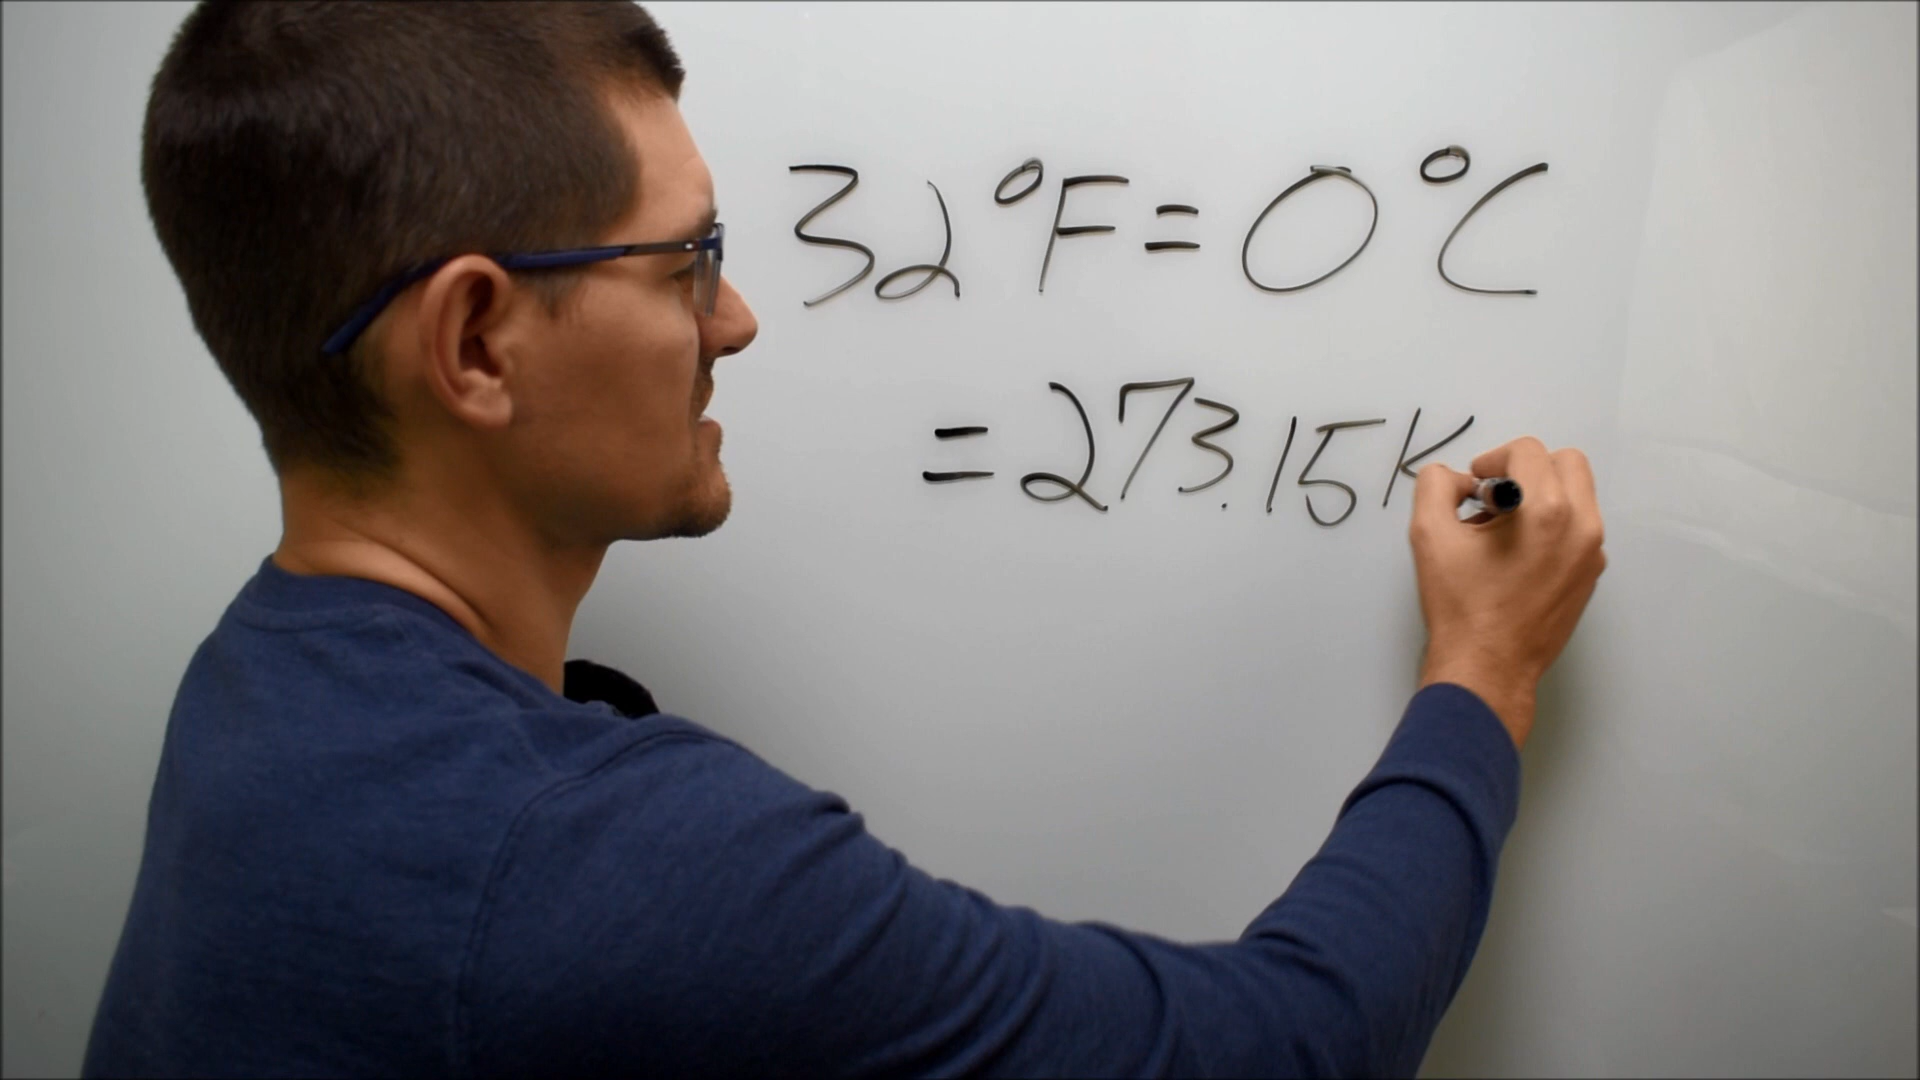 32°F = 0°C
= 273.15K